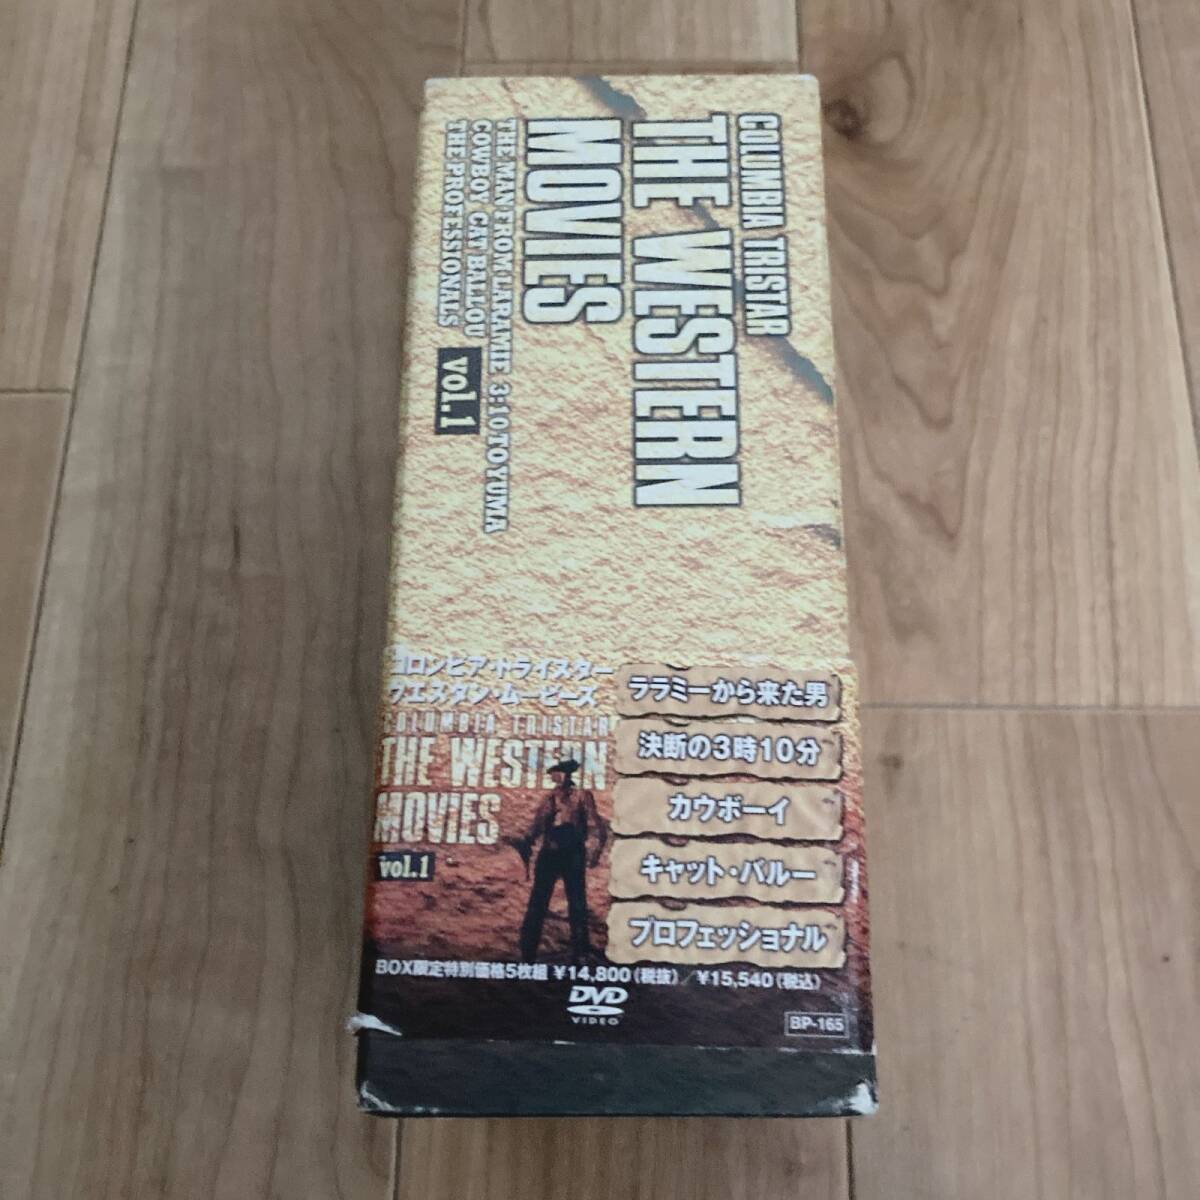 COLUMBIA TRISTAR
THE WESTERN
MOVIES
THE MAN FROM LARAMIE 3:10 TO YUMA
COWBOY CAT BALLOU
THE PROFESSIONALS
vol.1
コロンビア・トライスター
ウエスタン・ムービーズ
COLUMBIA TRISTAR
THE WESTERN
MOVIES
vol.1
ララミーから来た男
決断の3時10分
カウボーイ
キャット・バルー
プロフェッショナル
BOX限定特別価格5枚組 ¥14,800(税抜)/¥15,540(税込)
DVD
VIDEO
BP-165